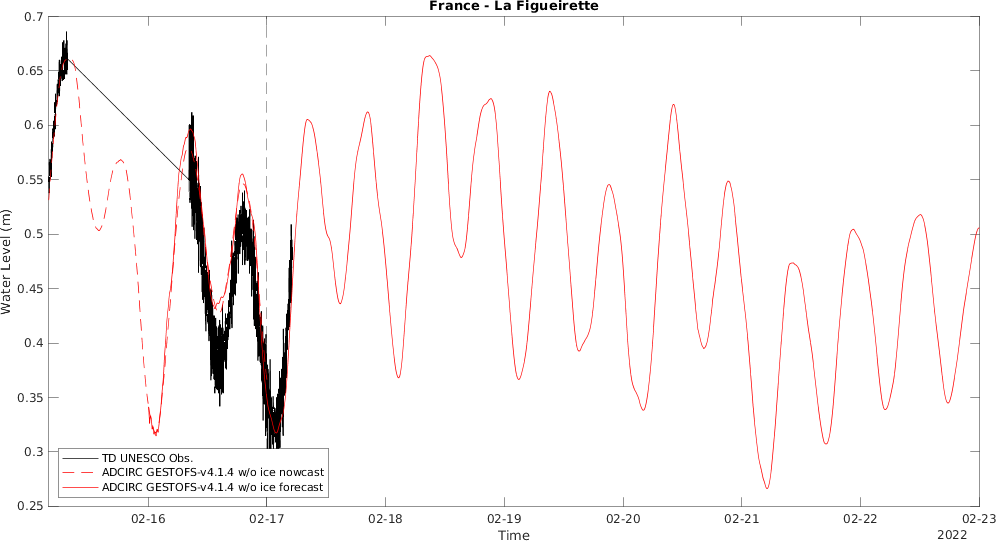 France - La Figueirette
0.7
0.65
0.6
0.55
0.5
0.45
0.4
0.35
0.3
0.25
Water Level (m)
TD UNESCO Obs.
ADCIRC GESTOFS-v4.1.4 w/o ice nowcast
ADCIRC GESTOFS-v4.1.4 w/o ice forecast
02-16 02-17 02-18 02-19 02-20 02-21 02-22 02-23
Time
2022